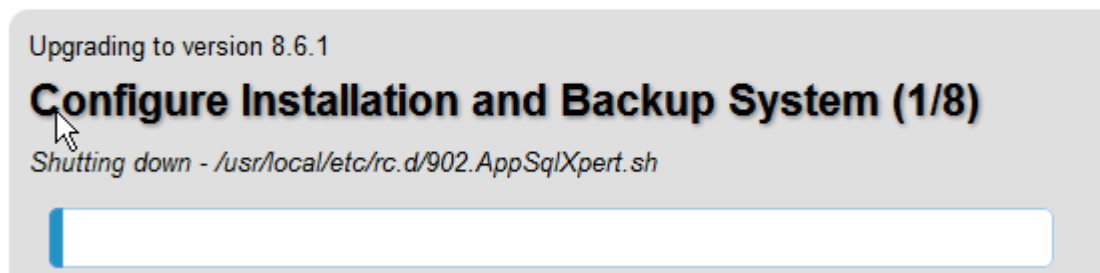 Upgrading to version 8.6.1
Configure Installation and Backup System (1/8)
Shutting down - /usr/local/etc/rc.d/902.AppSqlXpert.sh